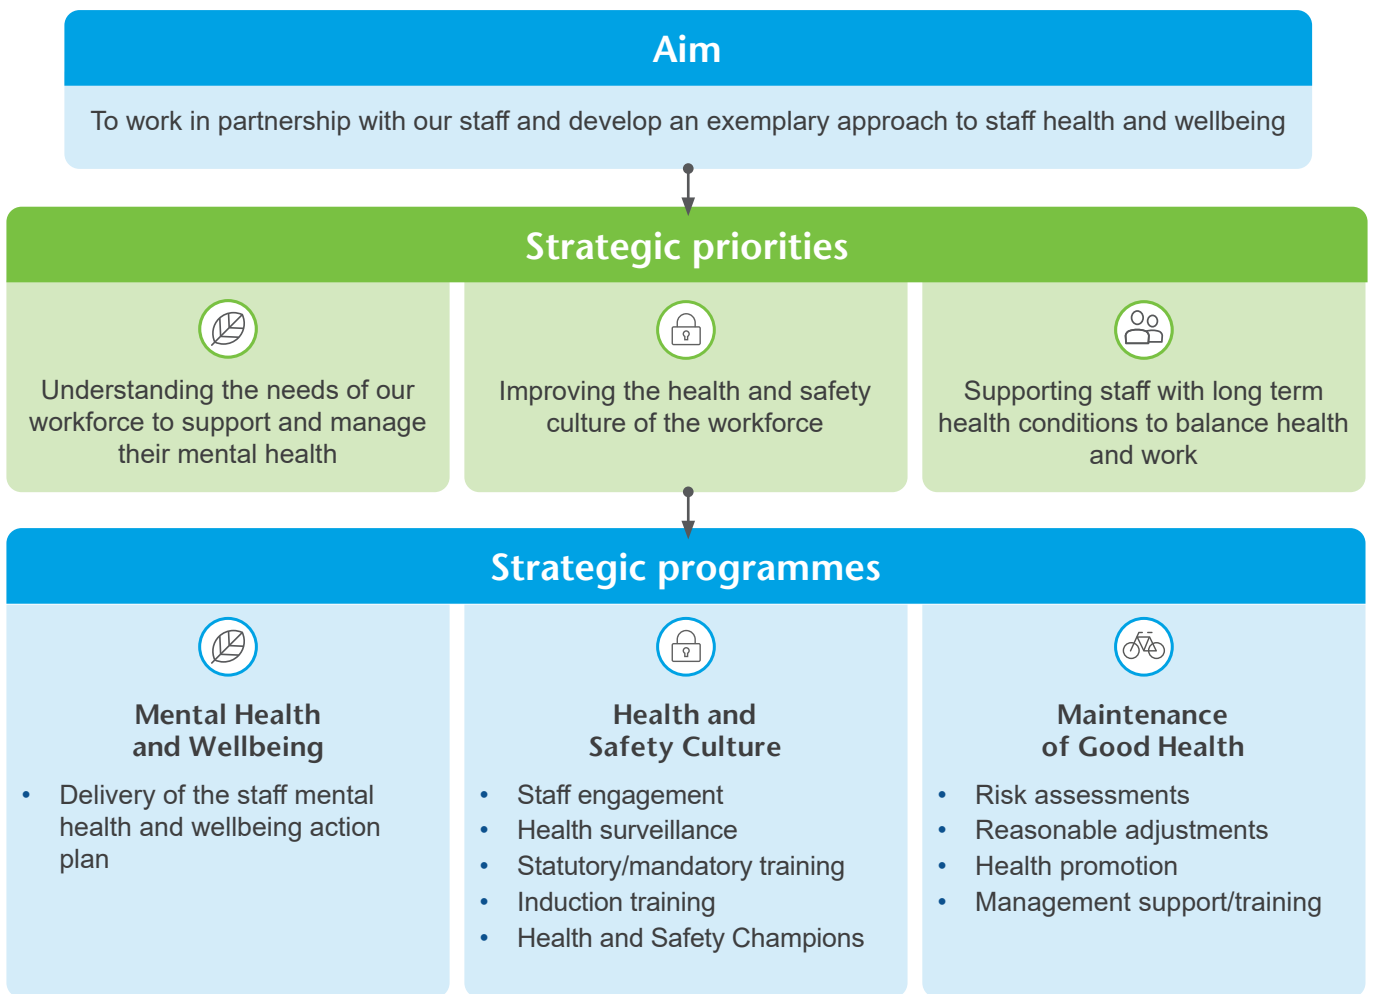 Aim
To work in partnership with our staff and develop an exemplary approach to staff health and wellbeing
Strategic priorities
Understanding the needs of our
workforce to support and manage
their mental health
Improving the health and safety
culture of the workforce
Supporting staff with long term
health conditions to balance health
and work
Strategic programmes
Mental Health
and Wellbeing
• Delivery of the staff mental
health and wellbeing action
plan
Health and
Safety Culture
• Staff engagement
• Health surveillance
• Statutory/mandatory training
• Induction training
• Health and Safety Champions
Maintenance
of Good Health
• Risk assessments
• Reasonable adjustments
• Health promotion
• Management support/training